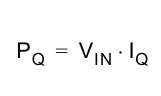 P_Q = V_IN · I_Q